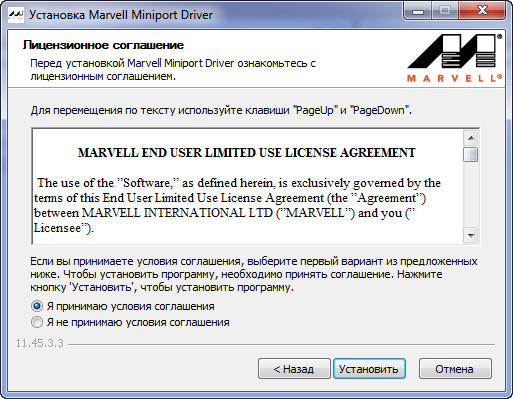 Установка Marvell Miniport Driver
Лицензионное соглашение
Перед установкой Marvell Miniport Driver ознакомьтесь с
лицензионным соглашением.
MARVELL®
Для перемещения по тексту используйте клавиши "PageUp" и "PageDown".
MARVELL END USER LIMITED USE LICENSE AGREEMENT
The use of the ”Software,” as defined herein, is exclusively governed by the
terms of this End User Limited Use License Agreement (the ”Agreement”)
between MARVELL INTERNATIONAL LTD (”MARVELL”) and you (”
Licensee”).
Если вы принимаете условия соглашения, выберите первый вариант из предложенных
ниже. Чтобы установить программу, необходимо принять соглашение. Нажмите
кнопку 'Установить', чтобы установить программу.
Я принимаю условия соглашения
Я не принимаю условия соглашения
11.45.3.3
< Назад
Установить
Отмена